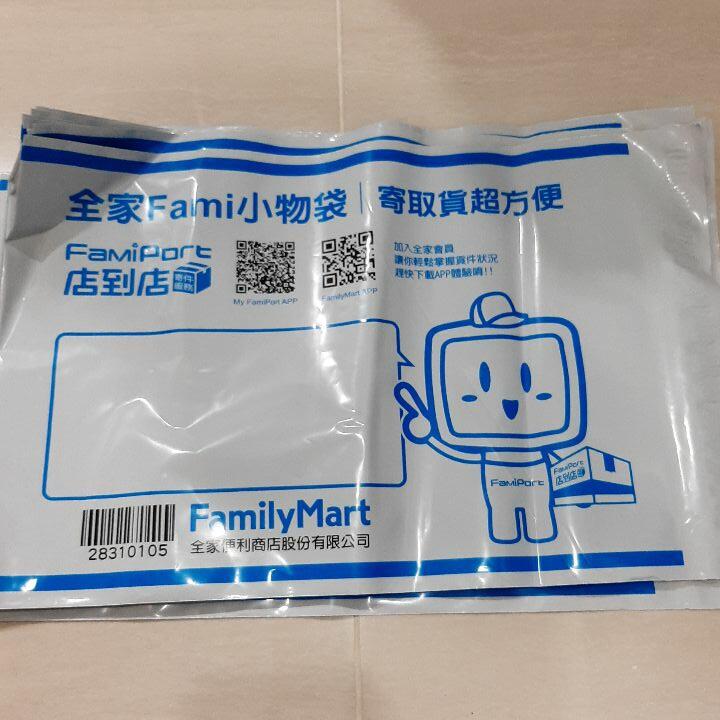 全家Fami小物袋｜寄取貨超方便
FamiPort
店到店 寄件服務
My FamiPort APP
FamilyMart APP
加入全家會員
讓你輕鬆掌握貨件狀況
趕快下載APP體驗唷!!
FamiPort
FamiPort
店到店
28310105
FamilyMart
全家便利商店股份有限公司